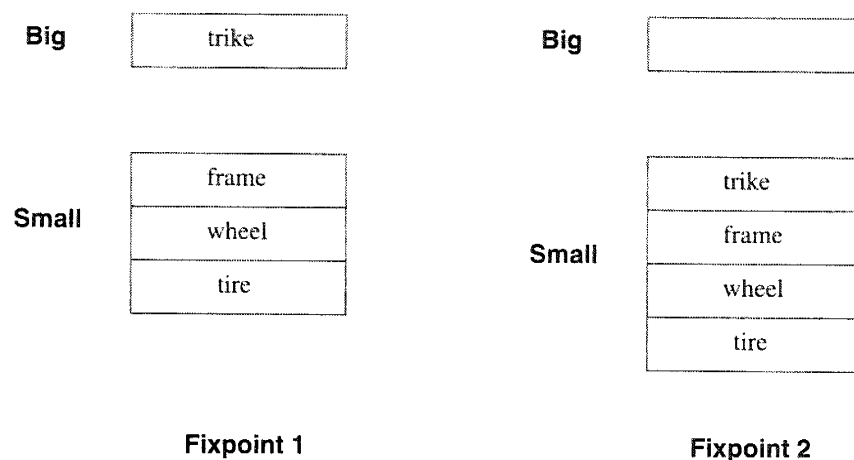 Big
trike
Small
frame
wheel
tire
Fixpoint 1
Big
Small
trike
frame
wheel
tire
Fixpoint 2